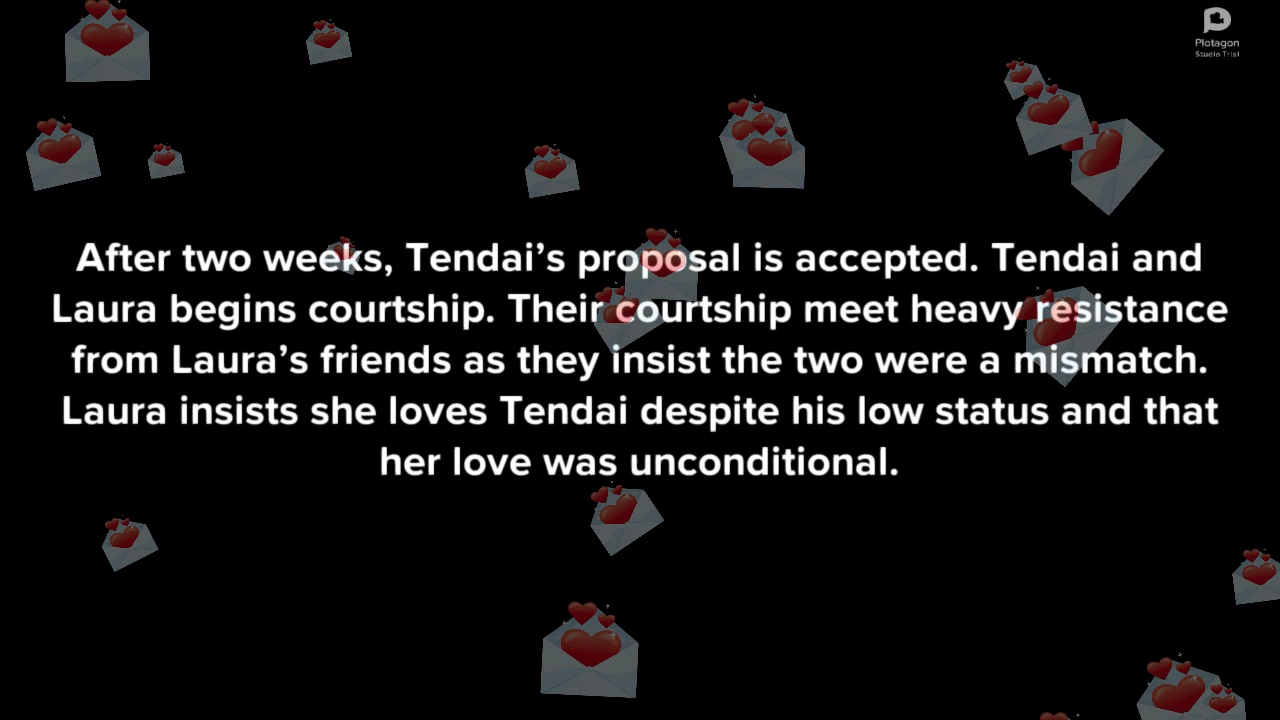 Plotagon
Studio Trial
After two weeks, Tendai’s proposal is accepted. Tendai and
Laura begins courtship. Their courtship meet heavy resistance
from Laura’s friends as they insist the two were a mismatch.
Laura insists she loves Tendai despite his low status and that
her love was unconditional.